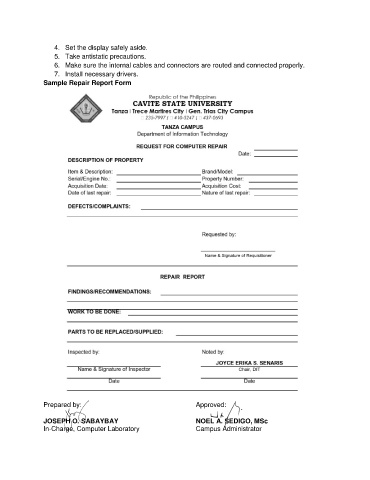 4. Set the display safely aside.
5. Take antistatic precautions.
6. Make sure the internal cables and connectors are routed and connected properly.
7. Install necessary drivers.
Sample Repair Report Form
Republic of the Philippines
CAVITE STATE UNIVERSITY
Tanza | Trece Martires City | Gen. Trias City Campus
TANZA CAMPUS
Department of Information Technology
REQUEST FOR COMPUTER REPAIR
Date:
DESCRIPTION OF PROPERTY
Item & Description: Brand/Model:
Serial/Engine No.: Property Number:
Acquisition Date: Acquisition Cost:
Date of last repair: Nature of last repair:
DEFECTS/COMPLAINTS:
Requested by:
Name & Signature of Requisitioner
REPAIR REPORT
FINDINGS/RECOMMENDATIONS:
WORK TO BE DONE:
PARTS TO BE REPLACED/SUPPLIED:
Inspected by: Noted by:
JOYCE ERIKA S. SENARIS
Name & Signature of Inspector Chair, DIT
Date Date
Prepared by: Approved:
JOSEPH O. SABAYBAY NOEL A. SEDIGO, MSc
In-Charge, Computer Laboratory Campus Administrator